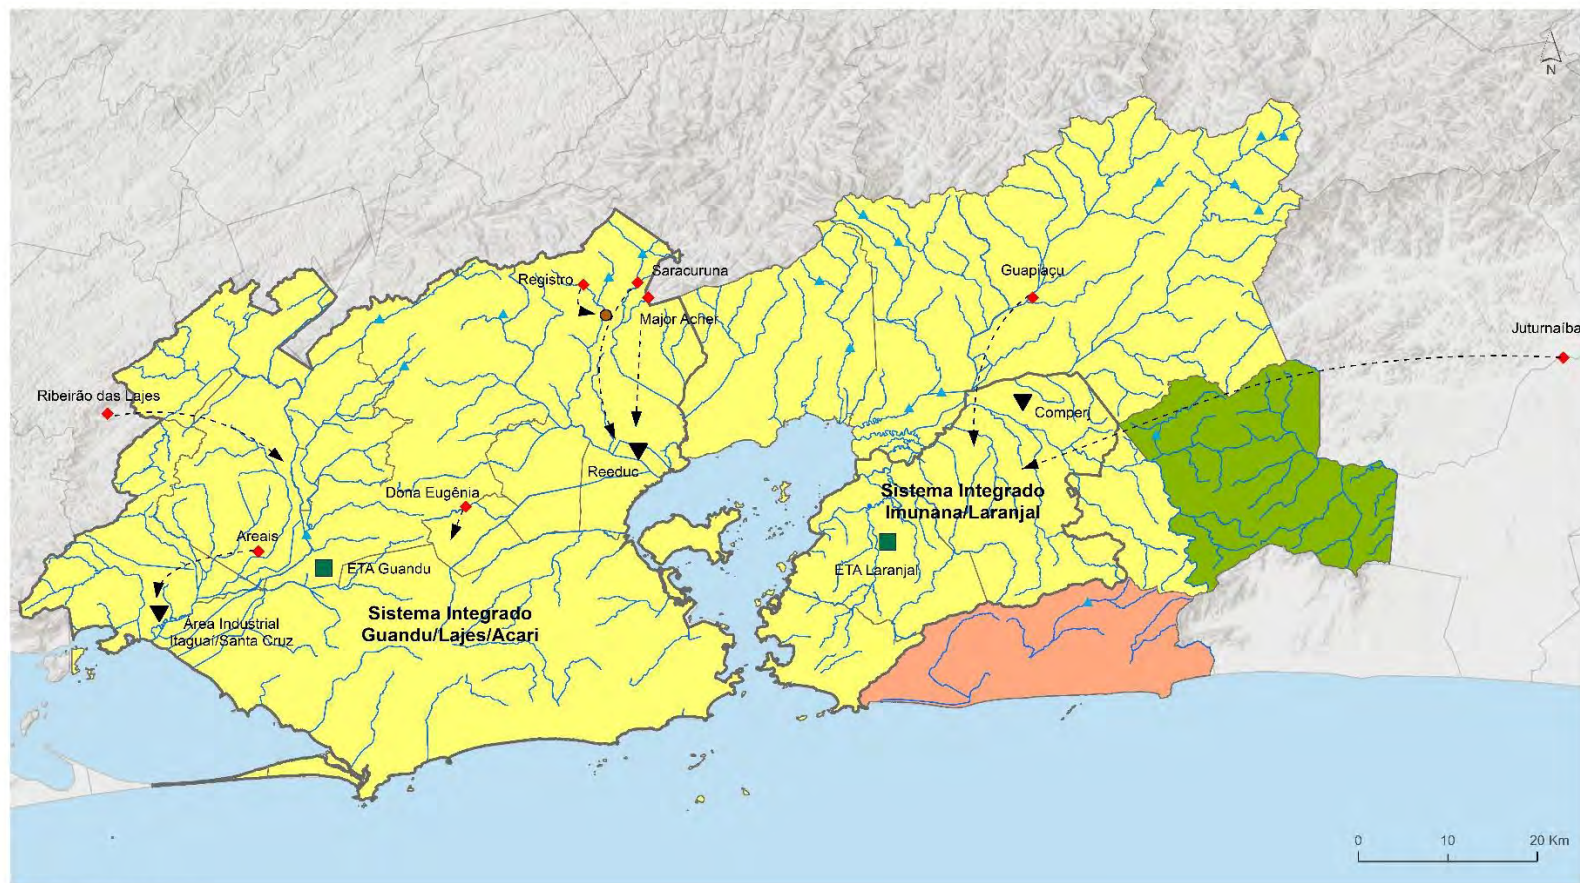 N
Registro
Saracuruna
Major Acher
Guapiaçu
Juturnaíba
Ribeirão das Lajes
Comperj
Reeduc
Dona Eugênia
Sistema Integrado
Imunana/Laranjal
Areais
ETA Guandu
ETA Laranjal
Área Industrial
Itaguaí/Santa Cruz
Sistema Integrado
Guandu/Lajes/Acari
0 10 20 Km